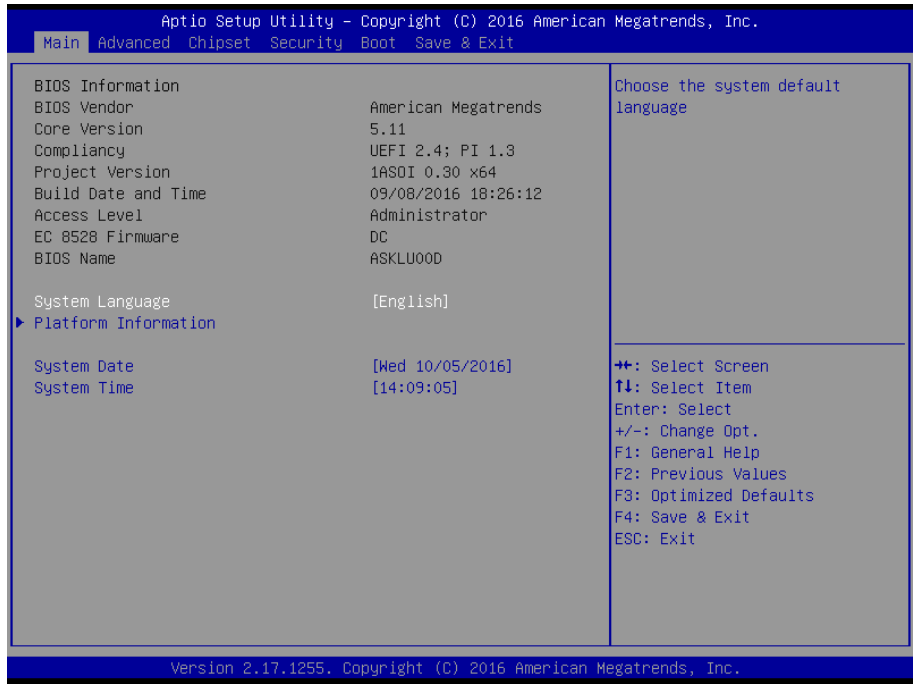 Aptio Setup Utility – Copyright (C) 2016 American Megatrends, Inc.
Main Advanced Chipset Security Boot Save & Exit
BIOS Information
BIOS Vendor American Megatrends
Core Version 5.11
Compliancy UEFI 2.4; PI 1.3
Project Version 1ASOI 0.30 x64
Build Date and Time 09/08/2016 18:26:12
Access Level Administrator
EC 8528 Firmware DC
BIOS Name ASKLU00D
System Language [English]
Platform Information
System Date [Wed 10/05/2016]
System Time [14:09:05]
Choose the system default
language
→←: Select Screen
↑↓: Select Item
Enter: Select
+/-: Change Opt.
F1: General Help
F2: Previous Values
F3: Optimized Defaults
F4: Save & Exit
ESC: Exit
Version 2.17.1255. Copyright (C) 2016 American Megatrends, Inc.